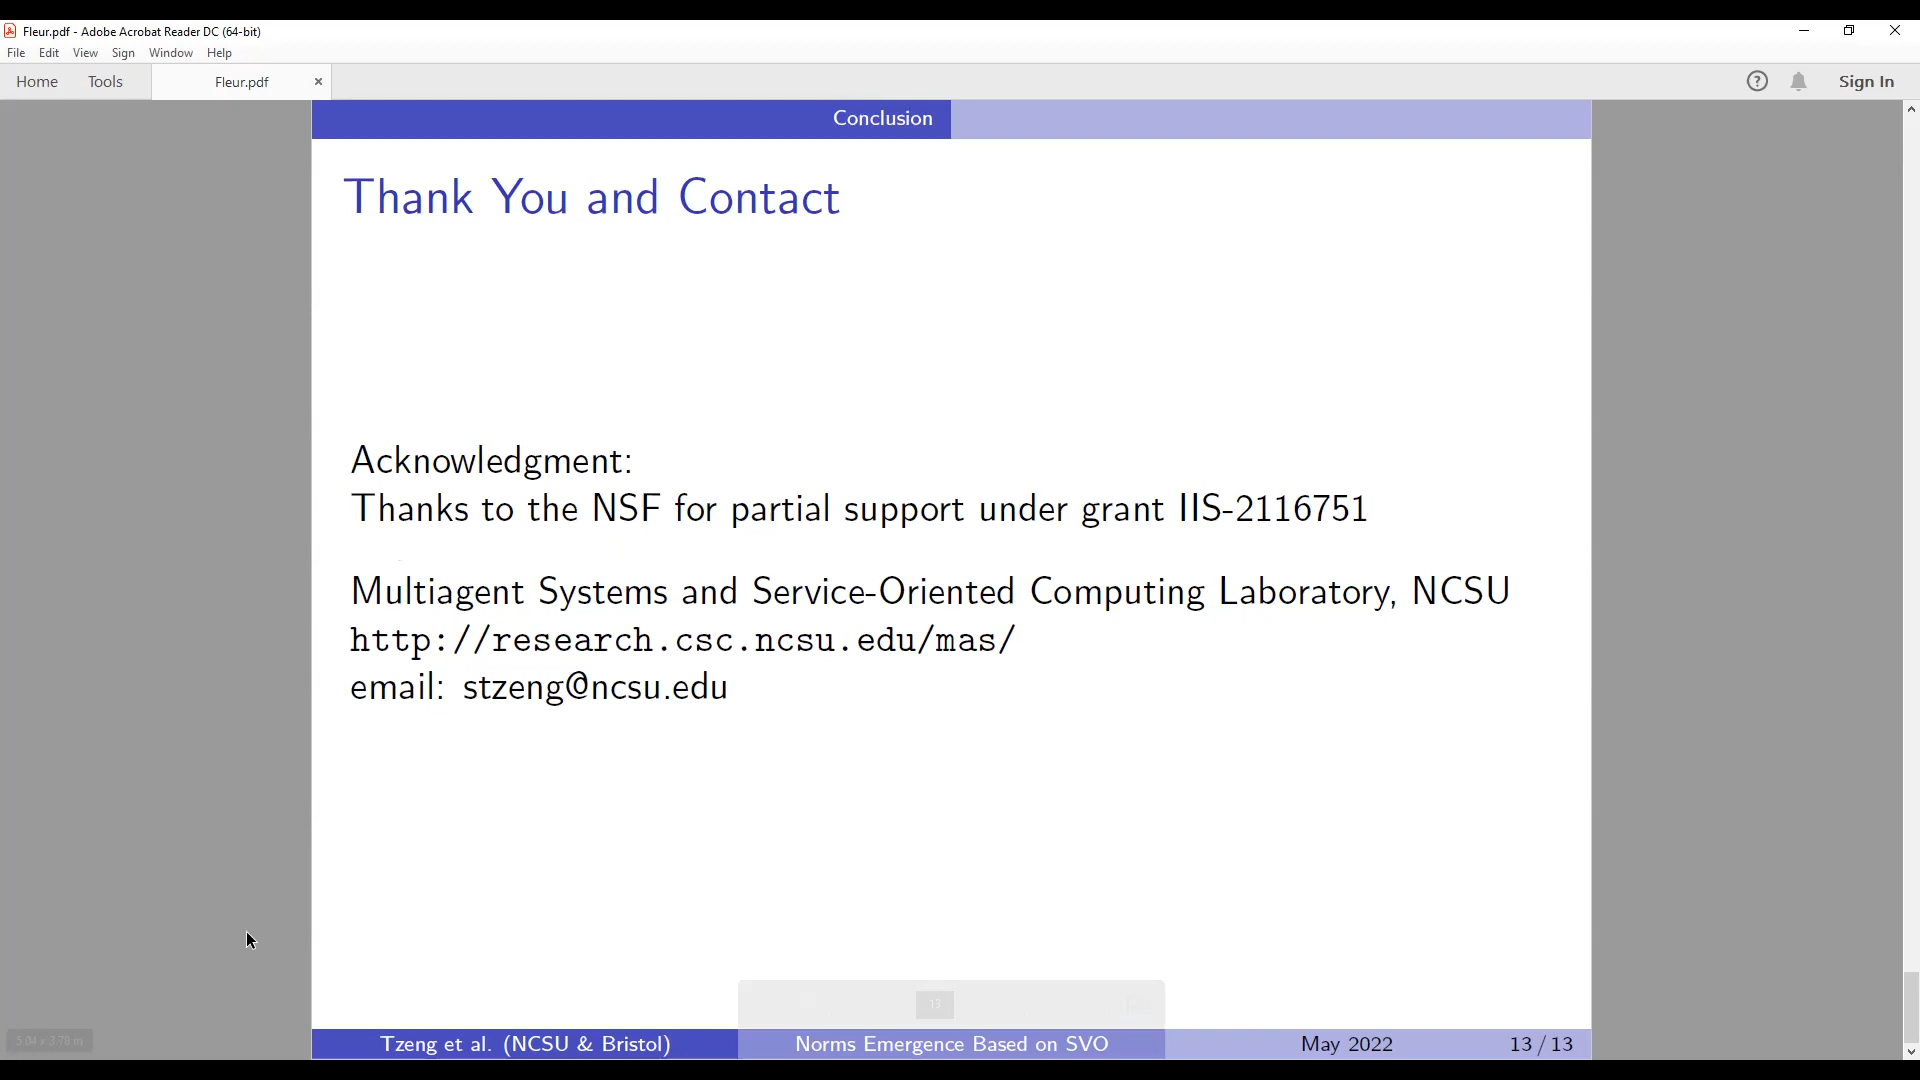 Fleur.pdf - Adobe Acrobat Reader DC (64-bit)
File Edit View Sign Window Help
Home Tools Fleur.pdf Sign In
Conclusion
Thank You and Contact
Acknowledgment:
Thanks to the NSF for partial support under grant IIS-2116751
Multiagent Systems and Service-Oriented Computing Laboratory, NCSU
http://research.csc.ncsu.edu/mas/
email: stzeng@ncsu.edu
13
Tzeng et al. (NCSU & Bristol) Norms Emergence Based on SVO May 2022 13 / 13